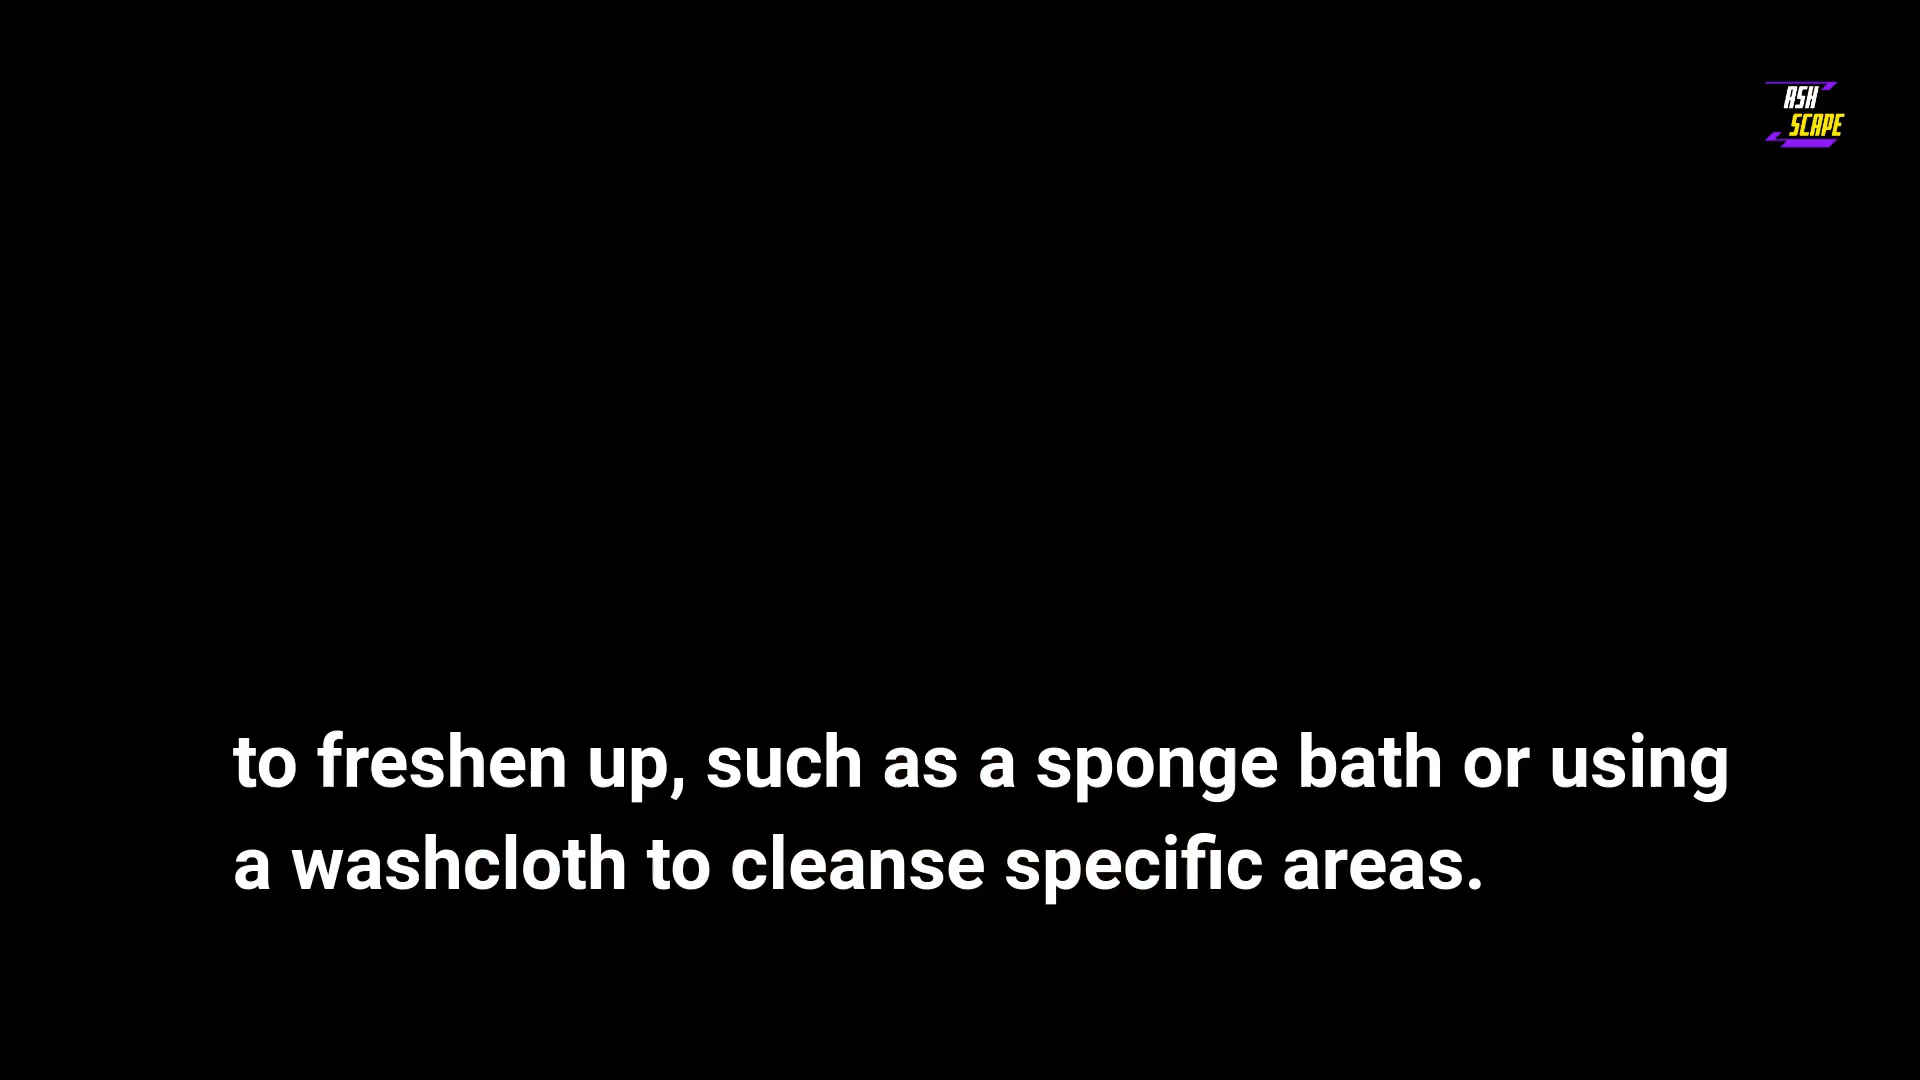 ASH
SCAPE
to freshen up, such as a sponge bath or using
a washcloth to cleanse specific areas.